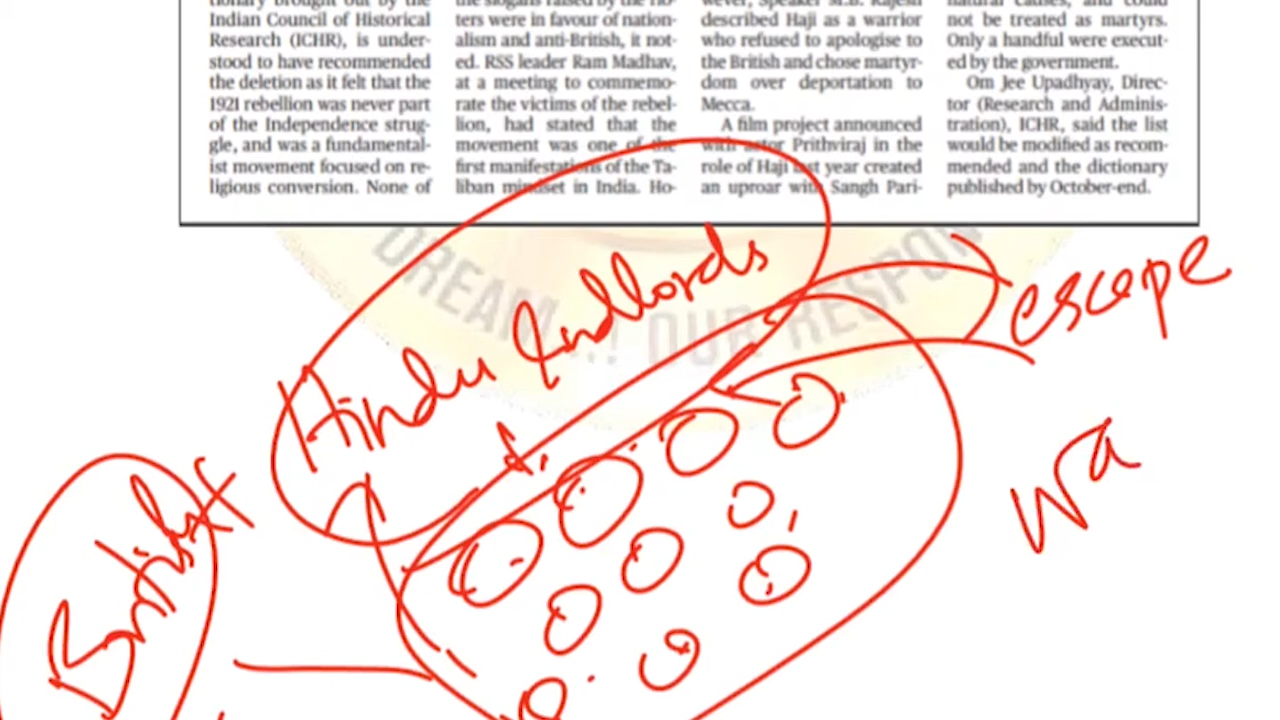 tionary brought out by the
Indian Council of Historical
Research (ICHR), is under-
stood to have recommended
the deletion as it felt that the
1921 rebellion was never part
of the Independence strug-
gle, and was a fundamental-
ist movement focused on re-
ligious conversion. None of
the slogans raised by the rio-
ters were in favour of nation-
alism and anti-British, it not-
ed. RSS leader Ram Madhav,
at a meeting to commemo-
rate the victims of the rebel-
lion, had stated that the
movement was one of the
first manifestations of the Ta-
liban mindset in India. Ho-
wever, Speaker M.B. Rajesh
described Haji as a warrior
who refused to apologise to
the British and chose martyr-
dom over deportation to
Mecca.
A film project announced
with actor Prithviraj in the
role of Haji last year created
an uproar with Sangh Pari-
natural causes, and could
not be treated as martyrs.
Only a handful were execut-
ed by the government.
Om Jee Upadhyay, Direc-
tor (Research and Adminis-
tration), ICHR, said the list
would be modified as recom-
mended and the dictionary
published by October-end.
DREAM...! OUR RESPON
Hindu landlords
escape
British
wa